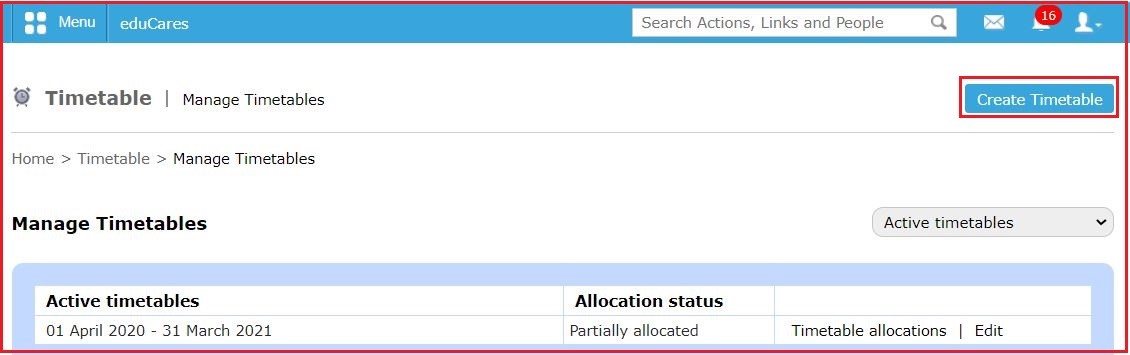 Menu eduCares Search Actions, Links and People 16
Timetable | Manage Timetables Create Timetable
Home > Timetable > Manage Timetables
Manage Timetables Active timetables
Active timetables Allocation status
01 April 2020 - 31 March 2021 Partially allocated Timetable allocations | Edit